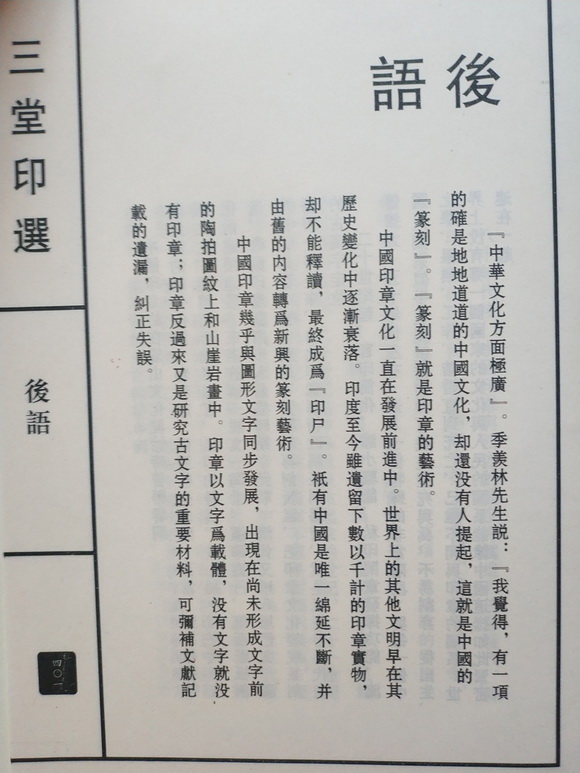 後語
『中華文化方面極廣』。季羨林先生説：『我覺得，有一項
的確是地地道道的中國文化，却還没有人提起，這就是中國的
『篆刻』。『篆刻』就是印章的藝術。
中國印章文化一直在發展前進中。世界上的其他文明早在其
歷史變化中逐漸衰落。印度至今雖遺留下數以千計的印章實物，
却不能釋讀，最終成爲『印尸』。衹有中國是唯一綿延不斷，并
由舊的内容轉爲新興的篆刻藝術。
中國印章幾乎與圖形文字同步發展，出現在尚未形成文字前
的陶拍圖紋上和山崖岩畫中。印章以文字爲載體，没有文字就没
有印章；印章反過來又是研究古文字的重要材料，可彌補文獻記
載的遺漏，糾正失誤。
三堂印選
後語